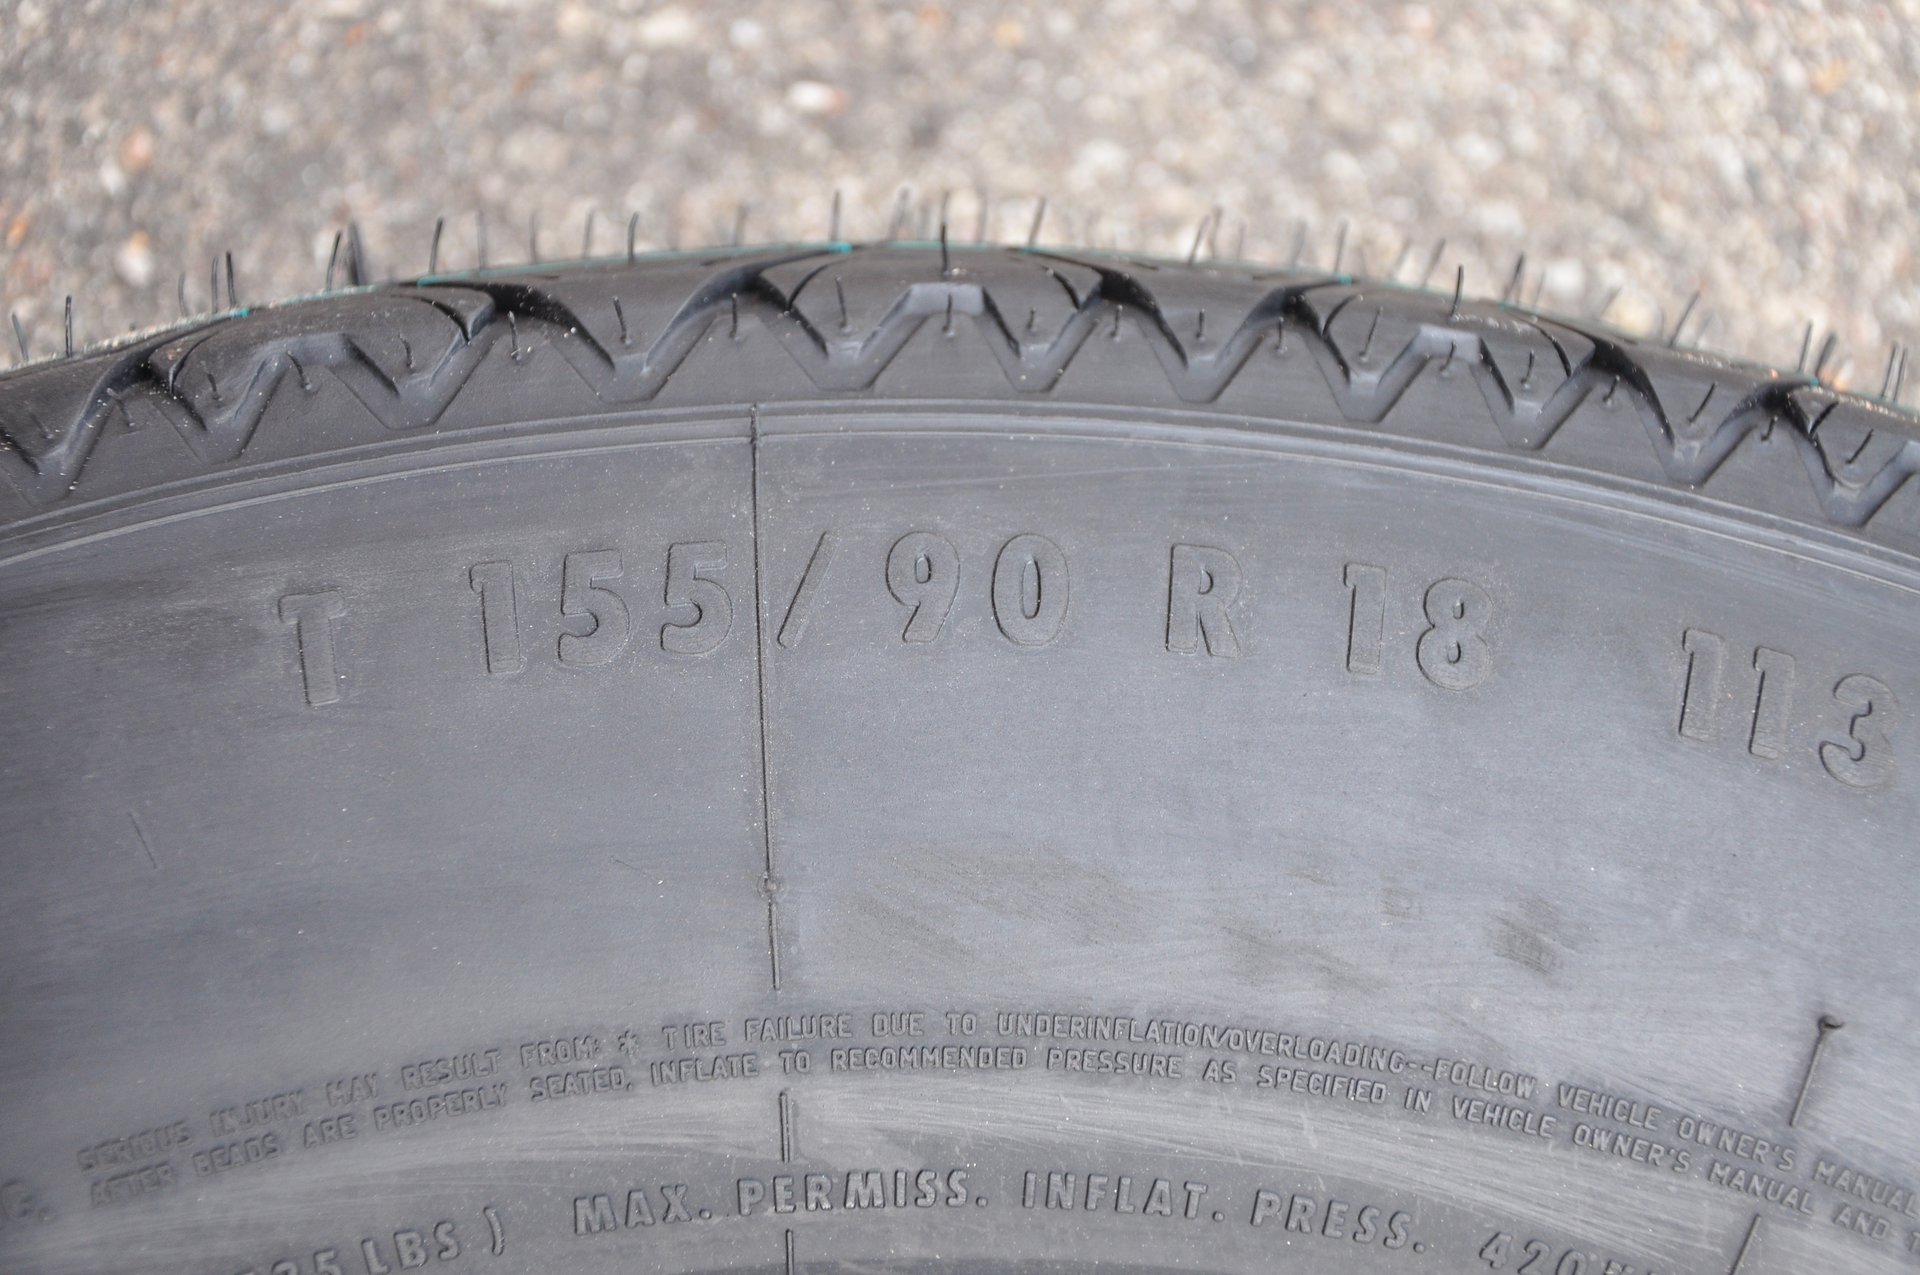 T 155/90 R 18 113
SERIOUS INJURY MAY RESULT FROM: * TIRE FAILURE DUE TO UNDERINFLATION/OVERLOADING--FOLLOW VEHICLE OWNER'S MANUAL
AFTER BEADS ARE PROPERLY SEATED, INFLATE TO RECOMMENDED PRESSURE AS SPECIFIED IN VEHICLE OWNER'S MANUAL AND
LBS ) MAX. PERMISS. INFLAT. PRESS. 420